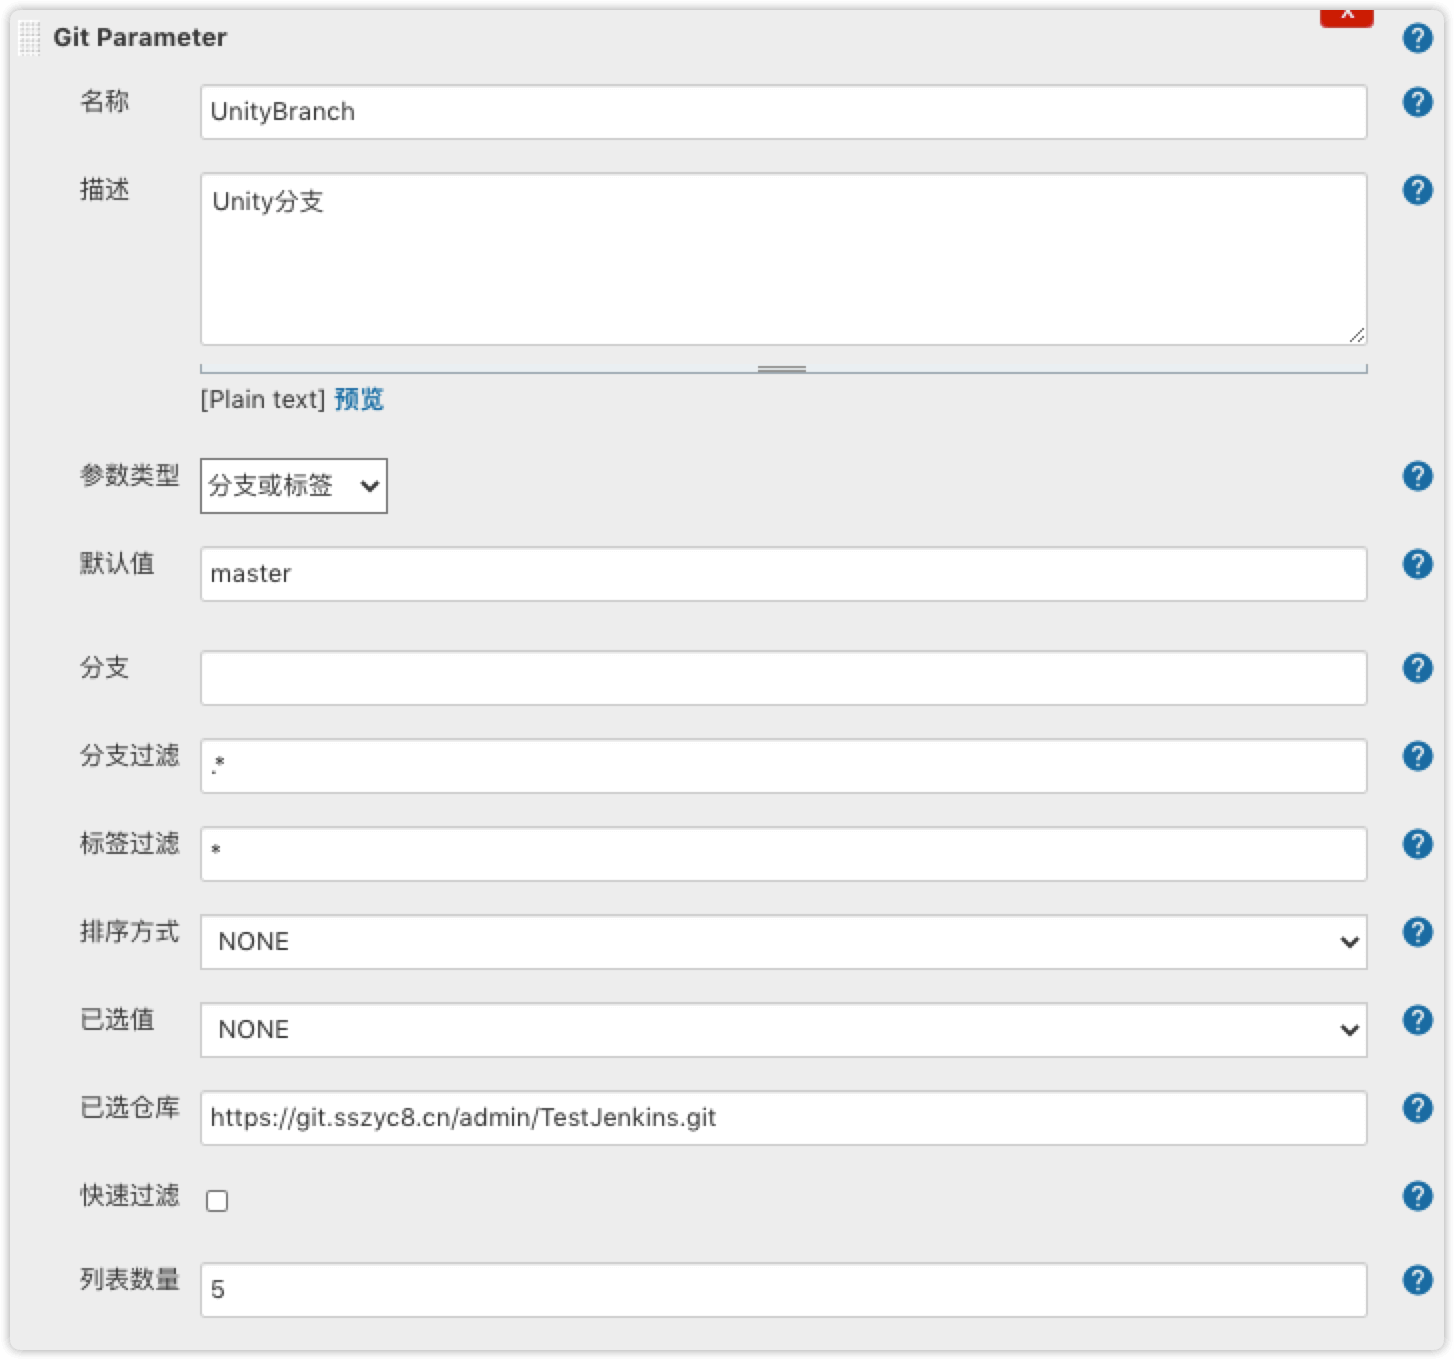 X
Git Parameter
名称
UnityBranch
描述
Unity分支
[Plain text] 预览
参数类型
分支或标签
默认值
master
分支
分支过滤
.*
标签过滤
*
排序方式
NONE
已选值
NONE
已选仓库
https://git.sszyc8.cn/admin/TestJenkins.git
快速过滤
列表数量
5